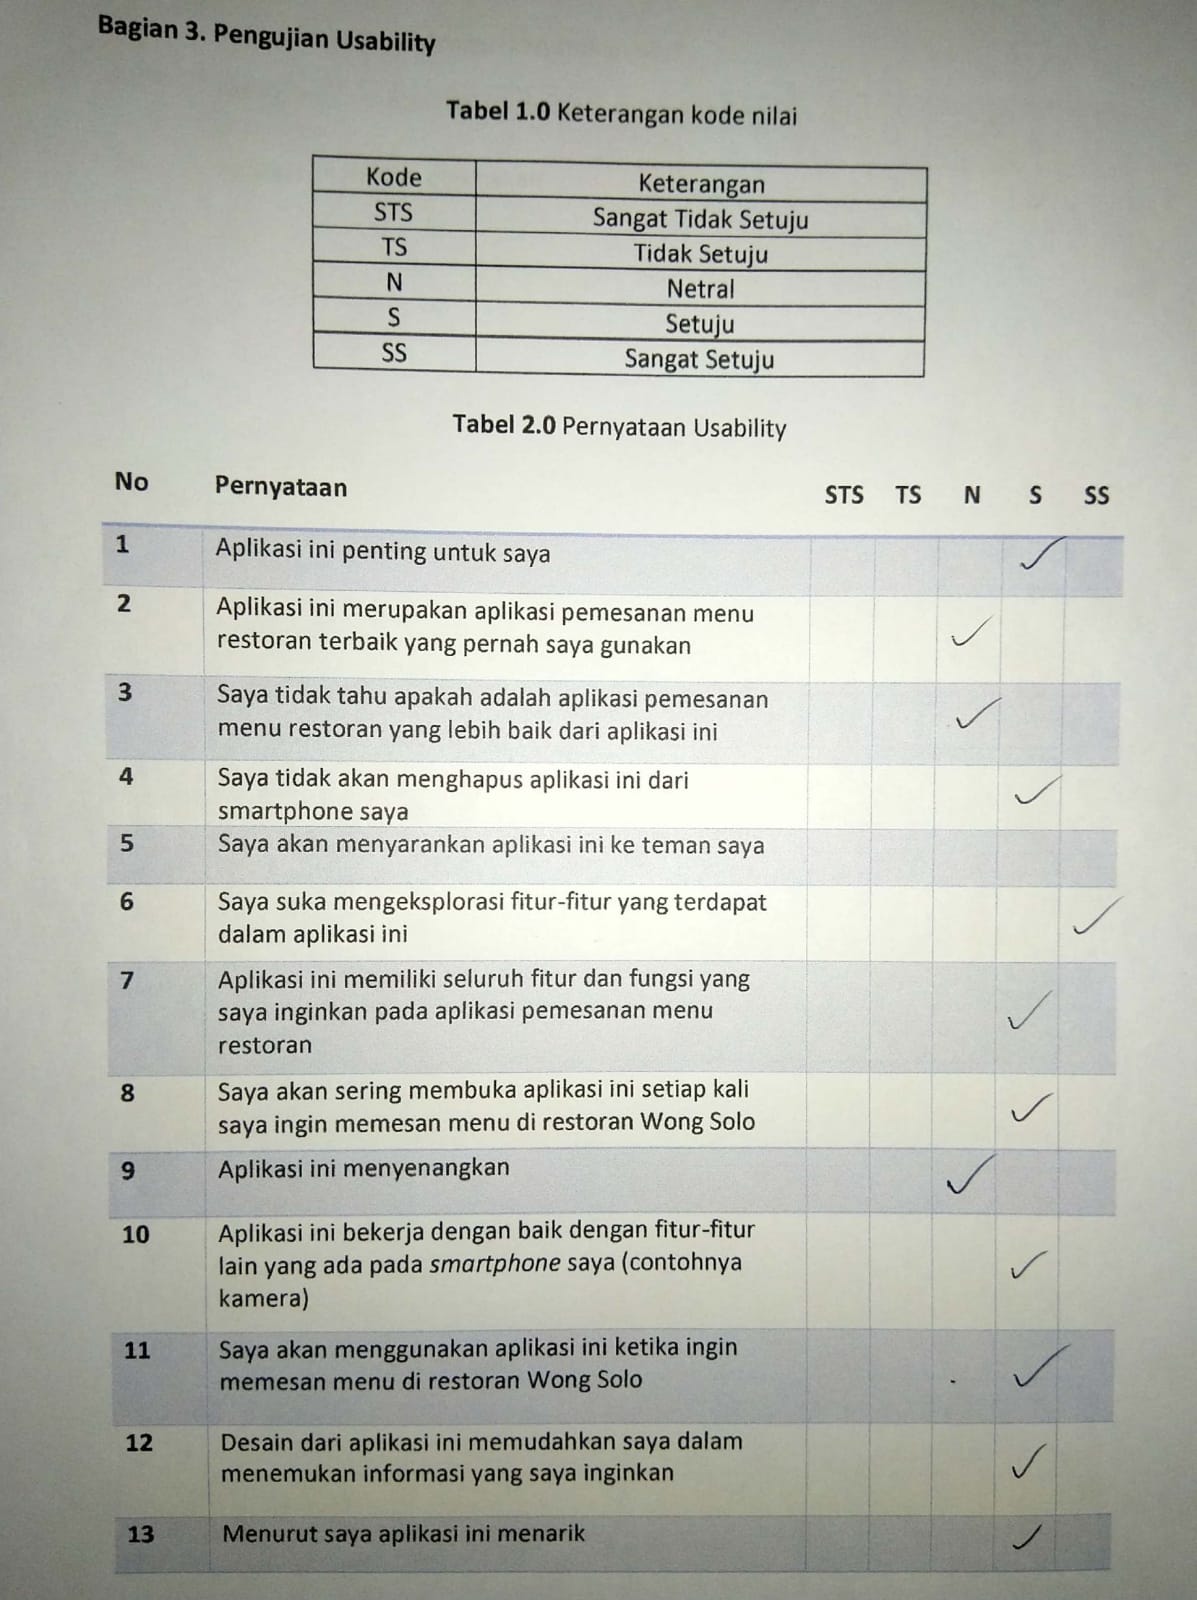 Bagian 3. Pengujian Usability
Tabel 1.0 Keterangan kode nilai
Kode Keterangan
STS Sangat Tidak Setuju
TS Tidak Setuju
N Netral
S Setuju
SS Sangat Setuju
Tabel 2.0 Pernyataan Usability
No Pernyataan STS TS N S SS
1 Aplikasi ini penting untuk saya ✓
2 Aplikasi ini merupakan aplikasi pemesanan menu
restoran terbaik yang pernah saya gunakan ✓
3 Saya tidak tahu apakah adalah aplikasi pemesanan
menu restoran yang lebih baik dari aplikasi ini ✓
4 Saya tidak akan menghapus aplikasi ini dari
smartphone saya ✓
5 Saya akan menyarankan aplikasi ini ke teman saya
6 Saya suka mengeksplorasi fitur-fitur yang terdapat
dalam aplikasi ini ✓
7 Aplikasi ini memiliki seluruh fitur dan fungsi yang
saya inginkan pada aplikasi pemesanan menu ✓
restoran
8 Saya akan sering membuka aplikasi ini setiap kali
saya ingin memesan menu di restoran Wong Solo ✓
9 Aplikasi ini menyenangkan ✓
10 Aplikasi ini bekerja dengan baik dengan fitur-fitur
lain yang ada pada smartphone saya (contohnya ✓
kamera)
11 Saya akan menggunakan aplikasi ini ketika ingin
memesan menu di restoran Wong Solo ✓
12 Desain dari aplikasi ini memudahkan saya dalam
menemukan informasi yang saya inginkan ✓
13 Menurut saya aplikasi ini menarik ✓